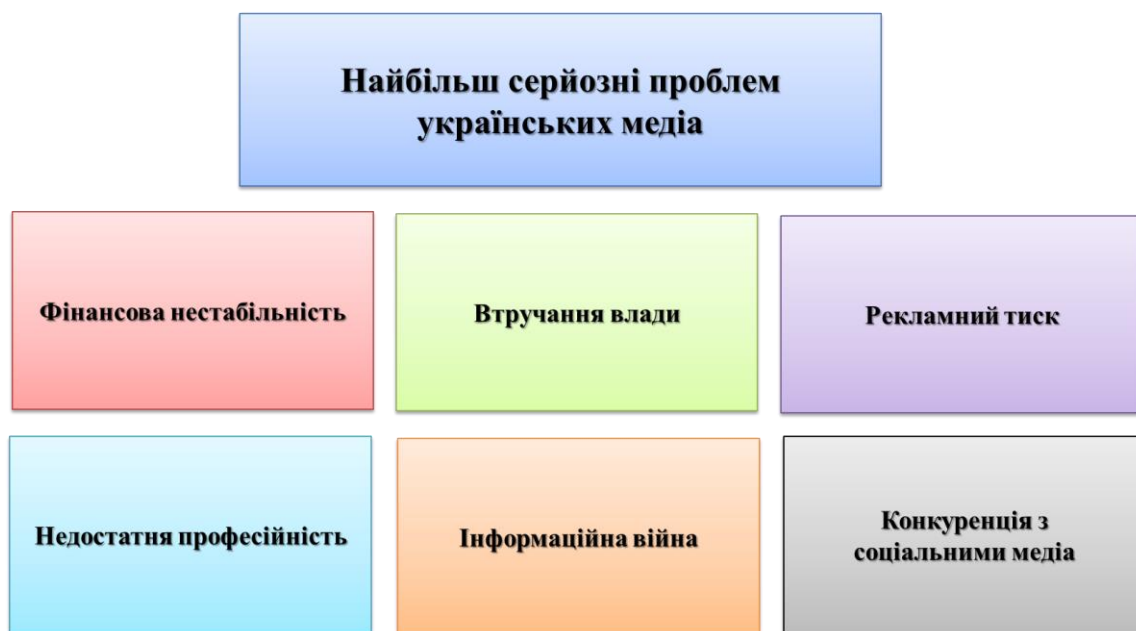 Найбільш серйозні проблем
українських медіа
Фінансова нестабільність
Втручання влади
Рекламний тиск
Недостатня професійність
Інформаційна війна
Конкуренція з
соціальними медіа